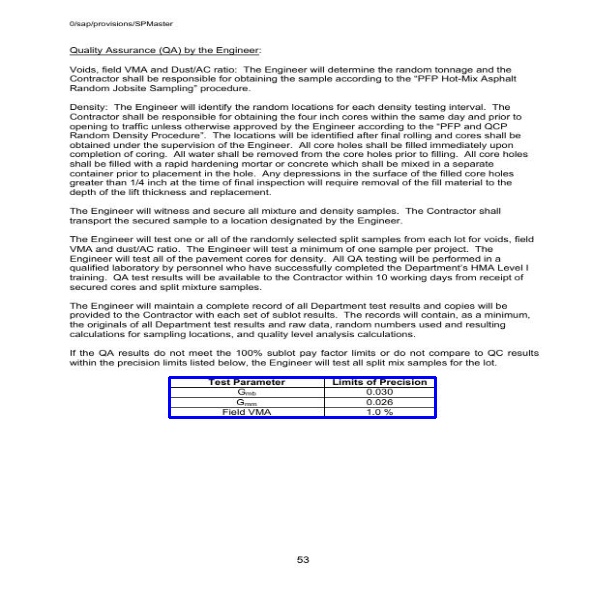 0/sap/provisions/SPMaster
Quality Assurance (QA) by the Engineer:
Voids, field VMA and Dust/AC ratio: The Engineer will determine the random tonnage and the
Contractor shall be responsible for obtaining the sample according to the “PFP Hot-Mix Asphalt
Random Jobsite Sampling” procedure.
Density: The Engineer will identify the random locations for each density testing interval. The
Contractor shall be responsible for obtaining the four inch cores within the same day and prior to
opening to traffic unless otherwise approved by the Engineer according to the “PFP and QCP
Random Density Procedure”. The locations will be identified after final rolling and cores shall be
obtained under the supervision of the Engineer. All core holes shall be filled immediately upon
completion of coring. All water shall be removed from the core holes prior to filling. All core holes
shall be filled with a rapid hardening mortar or concrete which shall be mixed in a separate
container prior to placement in the hole. Any depressions in the surface of the filled core holes
greater than 1/4 inch at the time of final inspection will require removal of the fill material to the
depth of the lift thickness and replacement.
The Engineer will witness and secure all mixture and density samples. The Contractor shall
transport the secured sample to a location designated by the Engineer.
The Engineer will test one or all of the randomly selected split samples from each lot for voids, field
VMA and dust/AC ratio. The Engineer will test a minimum of one sample per project. The
Engineer will test all of the pavement cores for density. All QA testing will be performed in a
qualified laboratory by personnel who have successfully completed the Department’s HMA Level I
training. QA test results will be available to the Contractor within 10 working days from receipt of
secured cores and split mixture samples.
The Engineer will maintain a complete record of all Department test results and copies will be
provided to the Contractor with each set of sublot results. The records will contain, as a minimum,
the originals of all Department test results and raw data, random numbers used and resulting
calculations for sampling locations, and quality level analysis calculations.
If the QA results do not meet the 100% sublot pay factor limits or do not compare to QC results
within the precision limits listed below, the Engineer will test all split mix samples for the lot.
Test Parameter Limits of Precision
Gmb 0.030
Gmm 0.026
Field VMA 1.0 %
53